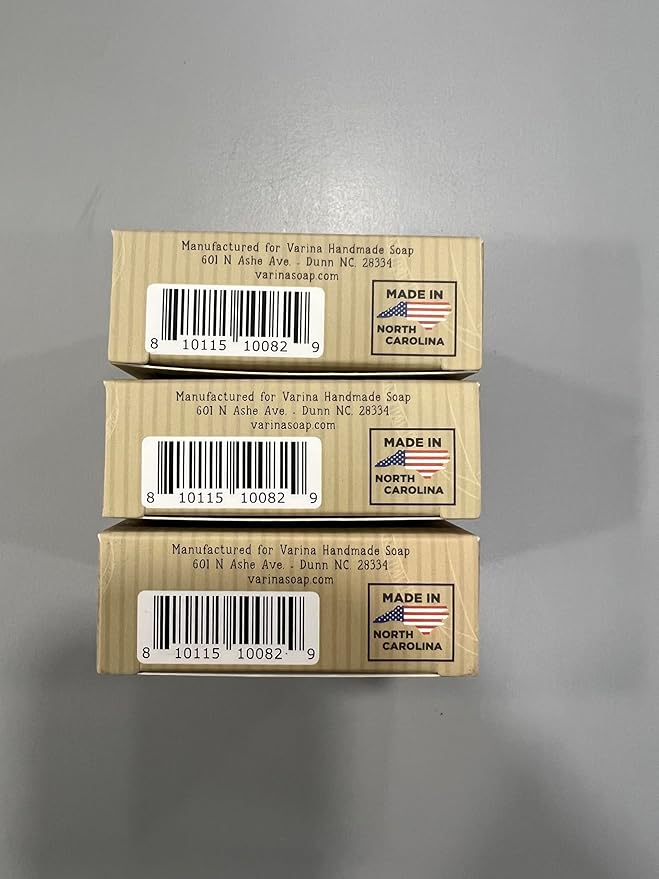 Manufactured for Varina Handmade Soap
601 N Ashe Ave. - Dunn NC. 28334
varinasoap.com
8 10115 10082 9
MADE IN
NORTH
CAROLINA
Manufactured for Varina Handmade Soap
601 N Ashe Ave. - Dunn NC. 28334
varinasoap.com
8 10115 10082 9
MADE IN
NORTH
CAROLINA
Manufactured for Varina Handmade Soap
601 N Ashe Ave. - Dunn NC. 28334
varinasoap.com
8 10115 10082 9
MADE IN
NORTH
CAROLINA